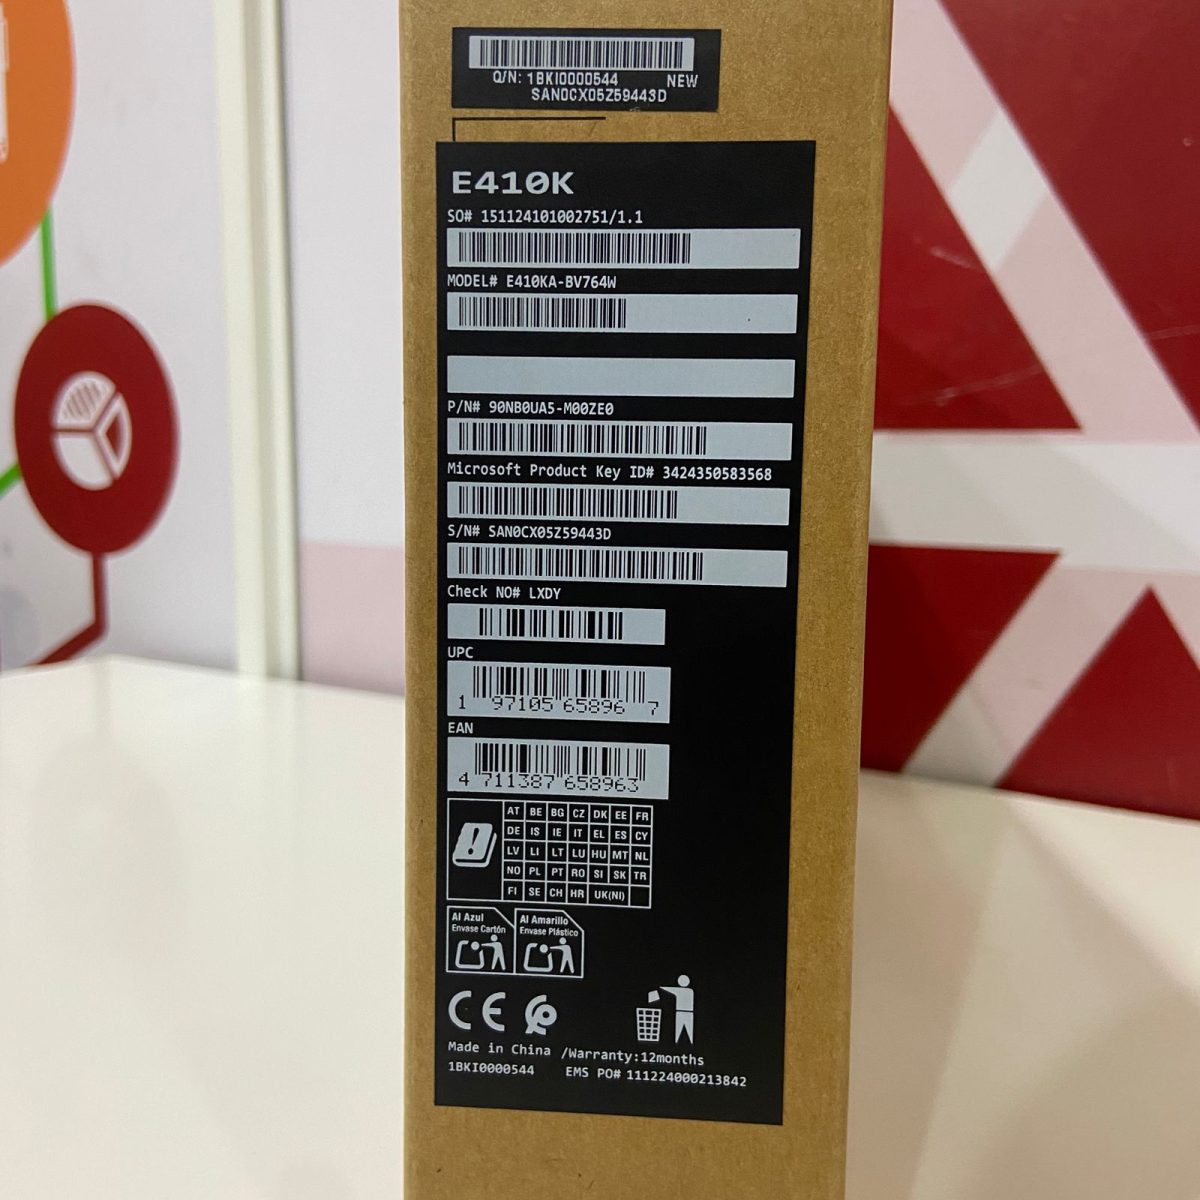 Q/N: 1BKI0000544 NEW
SAN0CX05Z59443D
E410K
SO# 151124101002751/1.1
MODEL# E410KA-BV764W
P/N# 90NB0UA5-M00ZE0
Microsoft Product Key ID# 3424350583568
S/N# SAN0CX05Z59443D
Check NO# LXDY
UPC
1 97105 65896 7
EAN
4 711387 658963
AT BE BG CZ DK EE FR
DE IS IE IT EL ES CY
LV LI LT LU HU MT NL
NO PL PT RO SI SK TR
FI SE CH HR UK(NI)
Al Azul
Envase Cartón
Al Amarillo
Envase Plástico
CE
Made in China /Warranty:12months
1BKI0000544 EMS PO# 111224000213842